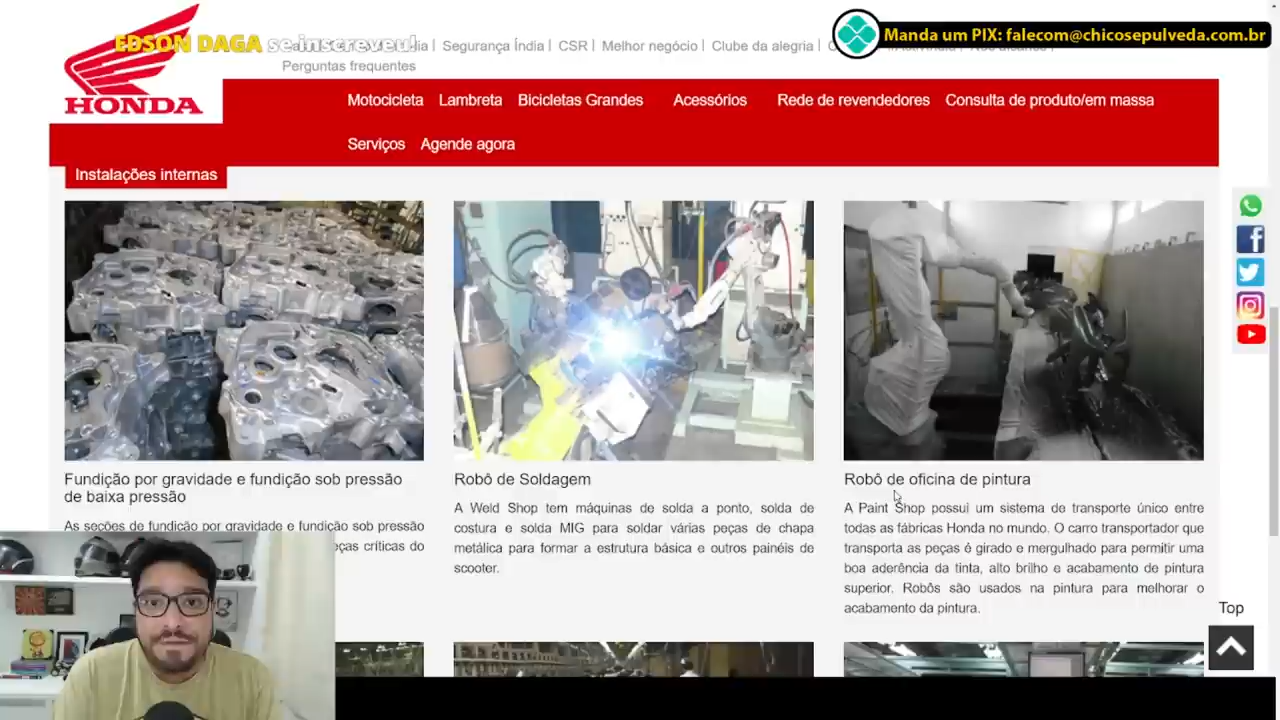 EDSON DAGA se inscreveu!
Segurança Índia | CSR | Melhor negócio | Clube da alegria |
Manda um PIX: falecom@chicosepulveda.com.br
Perguntas frequentes
HONDA
Motocicleta Lambreta Bicicletas Grandes Acessórios Rede de revendedores Consulta de produto/em massa
Serviços Agende agora
Instalações internas
Fundição por gravidade e fundição sob pressão
de baixa pressão
As seções de fundição por gravidade e fundição sob pressão
peças críticas do
Robô de Soldagem
A Weld Shop tem máquinas de solda a ponto, solda de
costura e solda MIG para soldar várias peças de chapa
metálica para formar a estrutura básica e outros painéis de
scooter.
Robô de oficina de pintura
A Paint Shop possui um sistema de transporte único entre
todas as fábricas Honda no mundo. O carro transportador que
transporta as peças é girado e mergulhado para permitir uma
boa aderência da tinta, alto brilho e acabamento de pintura
superior. Robôs são usados na pintura para melhorar o
acabamento da pintura.
Top